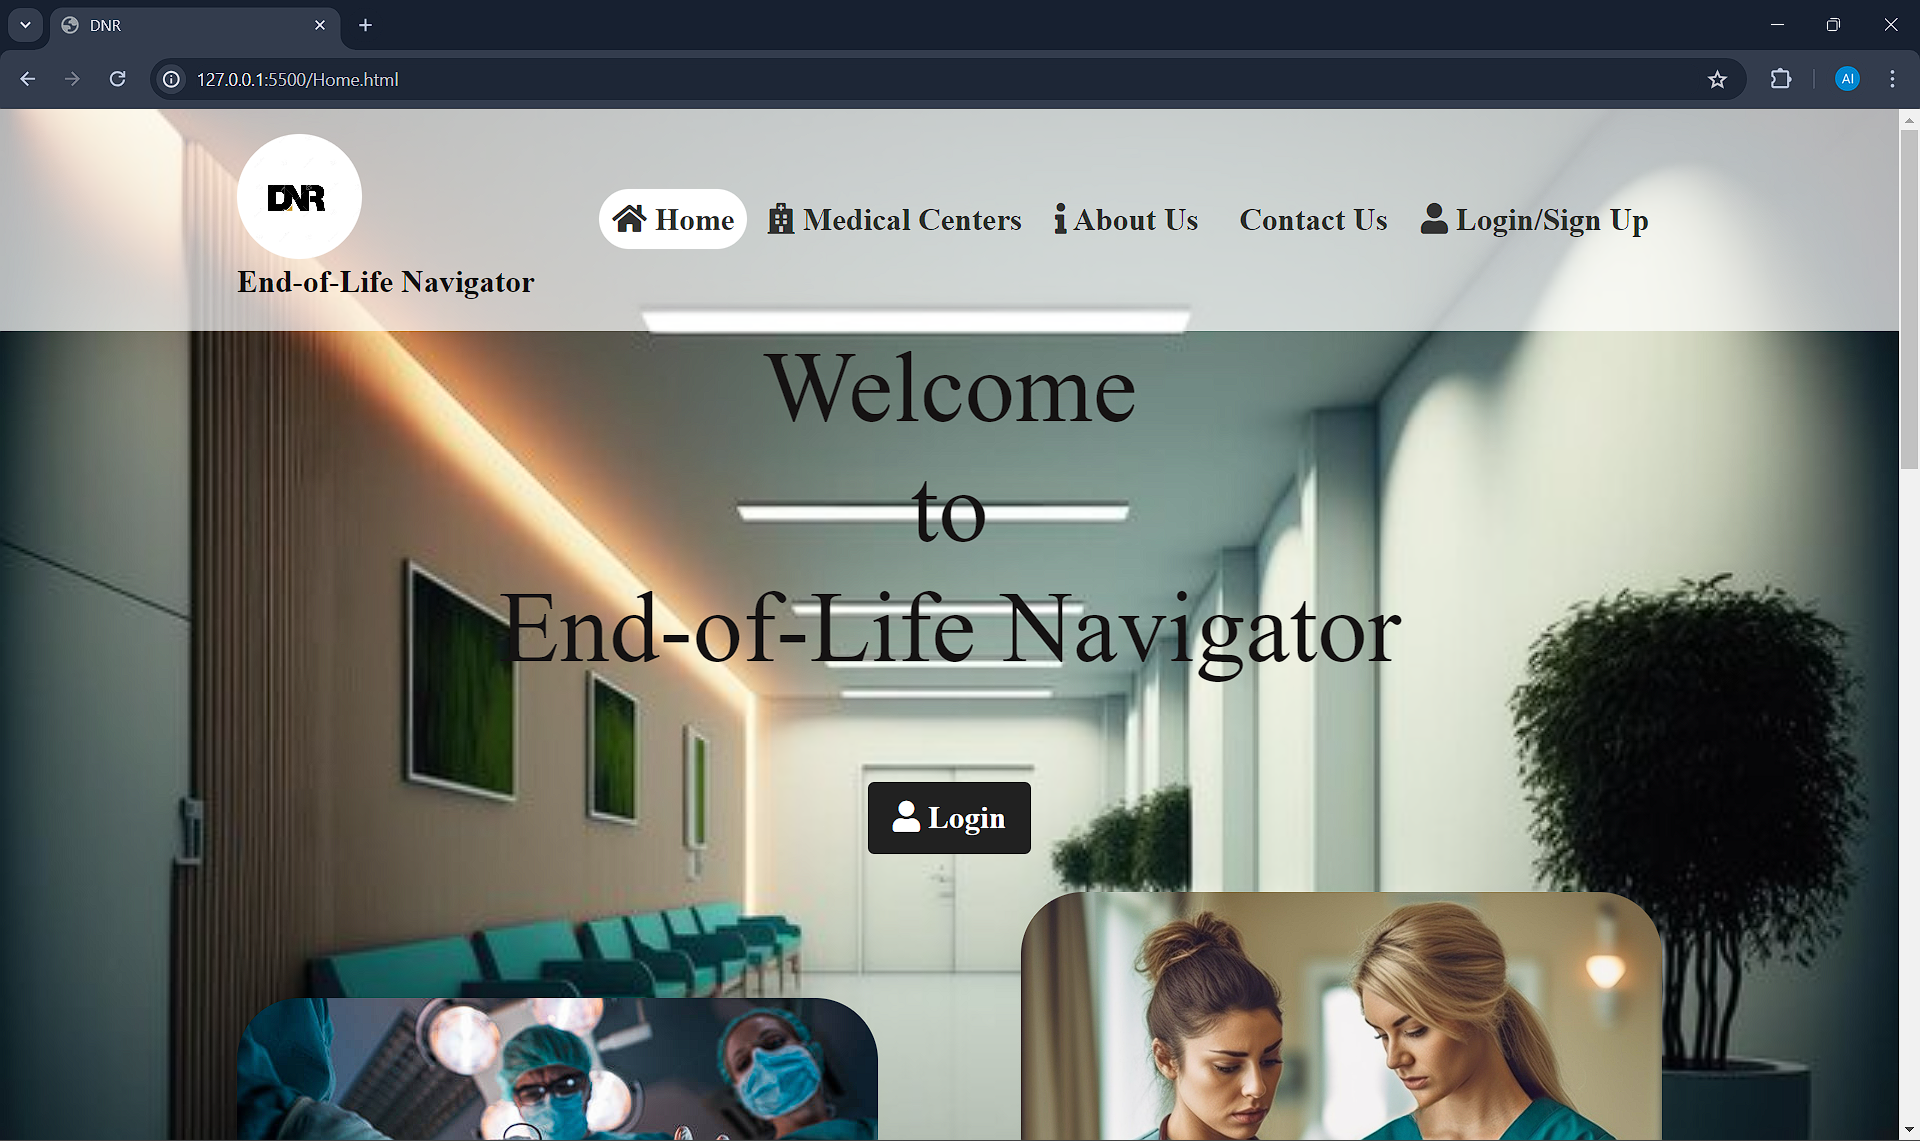 DNR
127.0.0.1:5500/Home.html
AI
DNR
End-of-Life Navigator
Home
Medical Centers
About Us
Contact Us
Login/Sign Up
Welcome
to
End-of-Life Navigator
Login